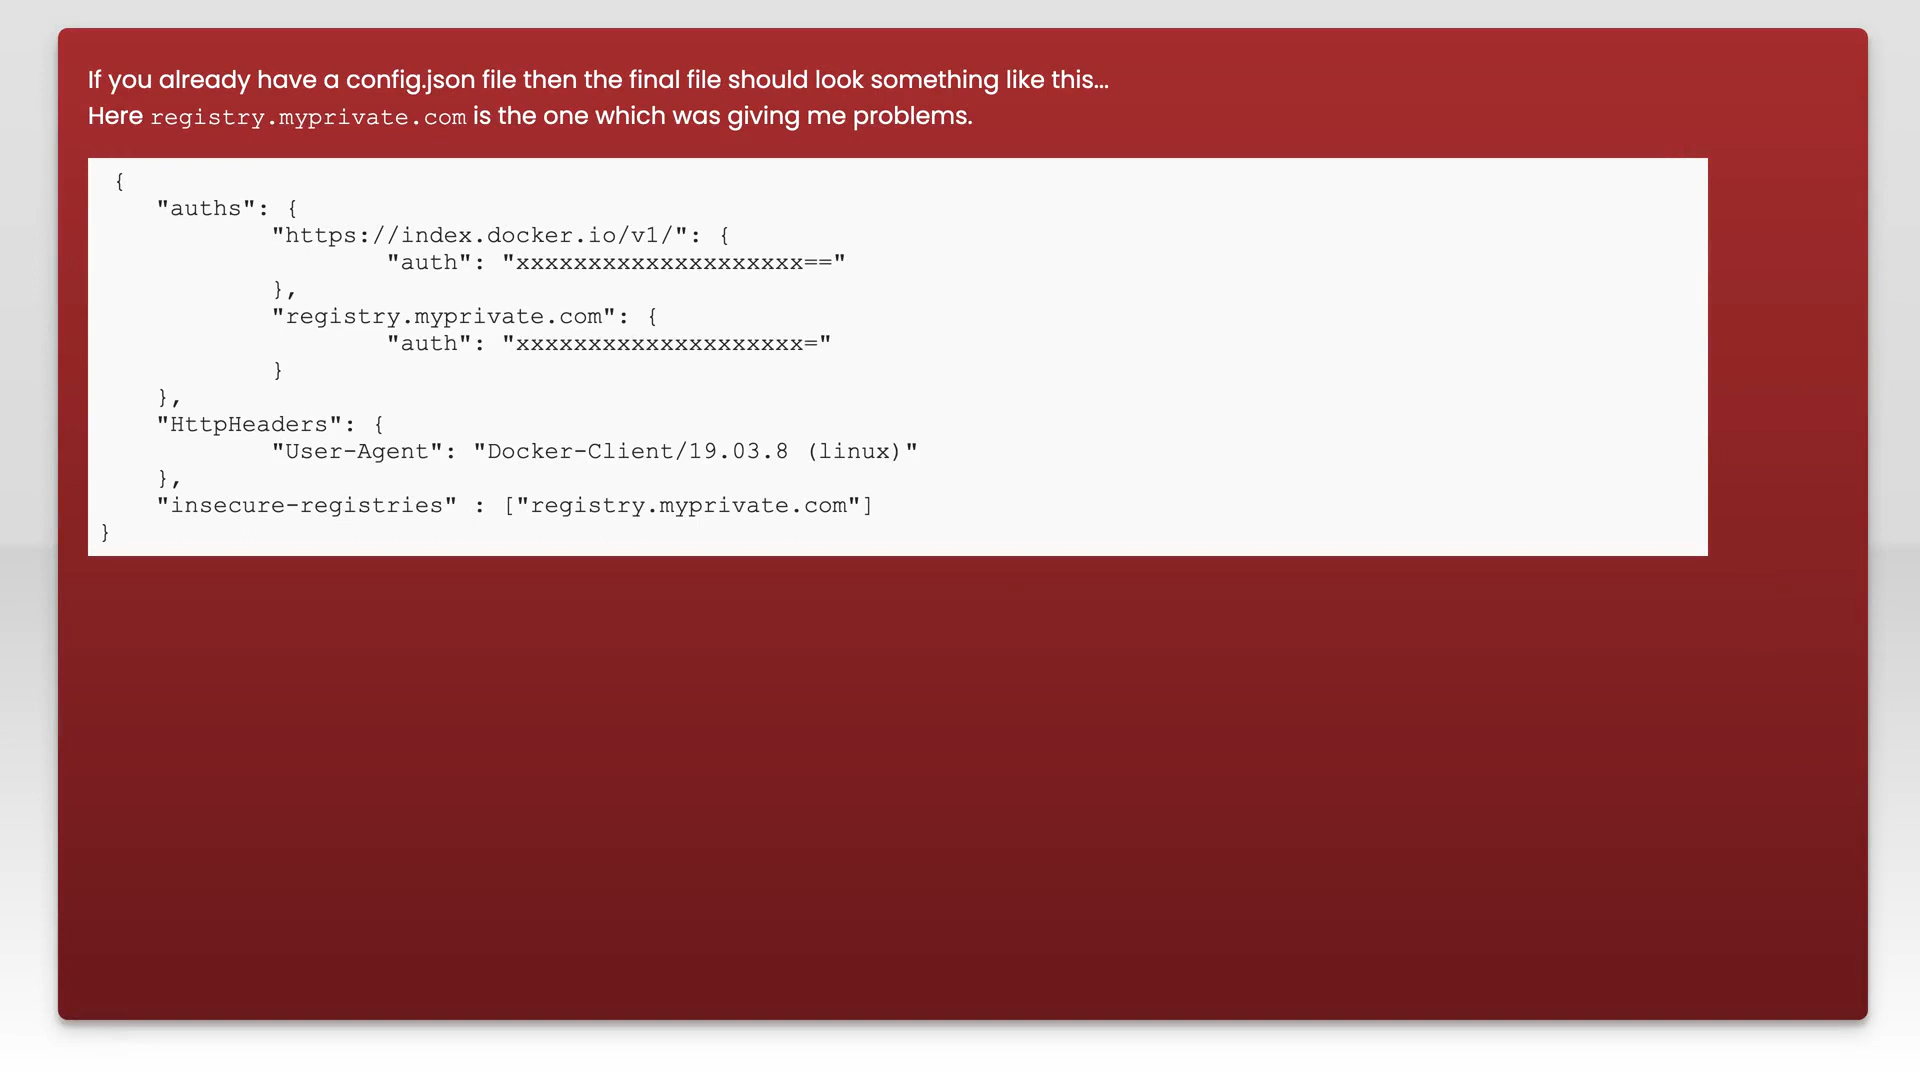 If you already have a config.json file then the final file should look something like this...
Here registry.myprivate.com is the one which was giving me problems.
{
"auths": {
"https://index.docker.io/v1/": {
"auth": "xxxxxxxxxxxxxxxxxxxx=="
},
"registry.myprivate.com": {
"auth": "xxxxxxxxxxxxxxxxxxxx="
}
},
"HttpHeaders": {
"User-Agent": "Docker-Client/19.03.8 (linux)"
},
"insecure-registries" : ["registry.myprivate.com"]
}